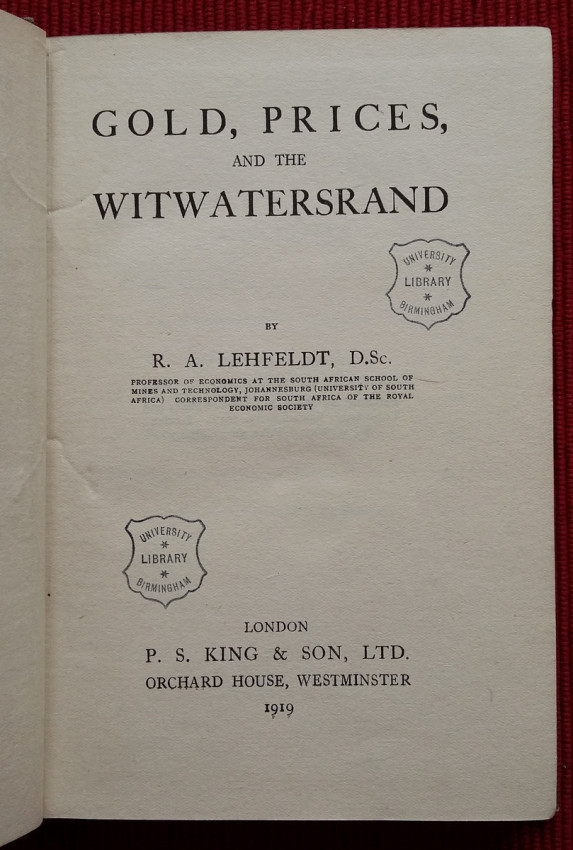 GOLD, PRICES,
AND THE
WITWATERSRAND
UNIVERSITY
LIBRARY
BIRMINGHAM
BY
R. A. LEHFELDT, D.Sc.
PROFESSOR OF ECONOMICS AT THE SOUTH AFRICAN SCHOOL OF
MINES AND TECHNOLOGY, JOHANNESBURG (UNIVERSITY OF SOUTH
AFRICA) CORRESPONDENT FOR SOUTH AFRICA OF THE ROYAL
ECONOMIC SOCIETY
UNIVERSITY
LIBRARY
BIRMINGHAM
LONDON
P. S. KING & SON, LTD.
ORCHARD HOUSE, WESTMINSTER
1919